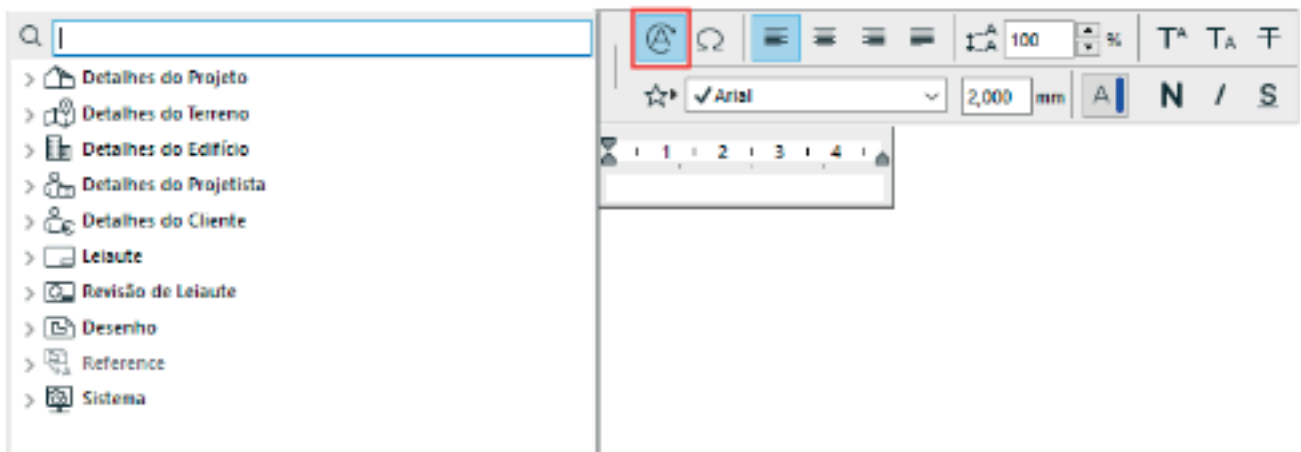 100 %
Arial 2,000 mm A N / S
1 2 3 4
Detalhes do Projeto
Detalhes do Terreno
Detalhes do Edifício
Detalhes do Projetista
Detalhes do Cliente
Leiaute
Revisão de Leiaute
Desenho
Reference
Sistema